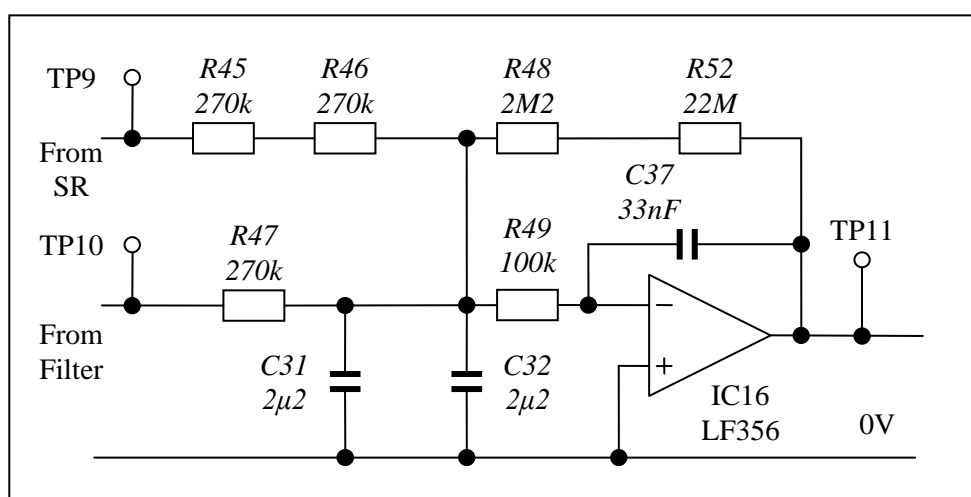 TP9
R45
270k
R46
270k
R48
2M2
R52
22M
From
SR
C37
33nF
TP10
R47
270k
R49
100k
TP11
From
Filter
C31
2μ2
C32
2μ2
−
+
IC16
LF356
0V